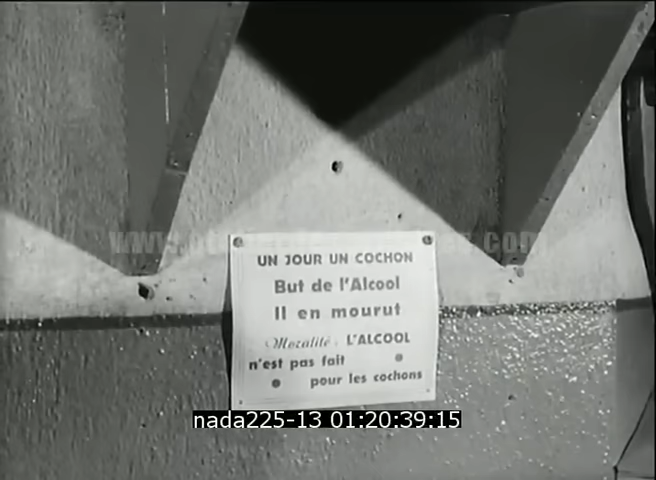 UN JOUR UN COCHON
But de l'Alcool
Il en mourut
Moralité : L'ALCOOL
n'est pas fait
pour les cochons
nada225-13 01:20:39:15